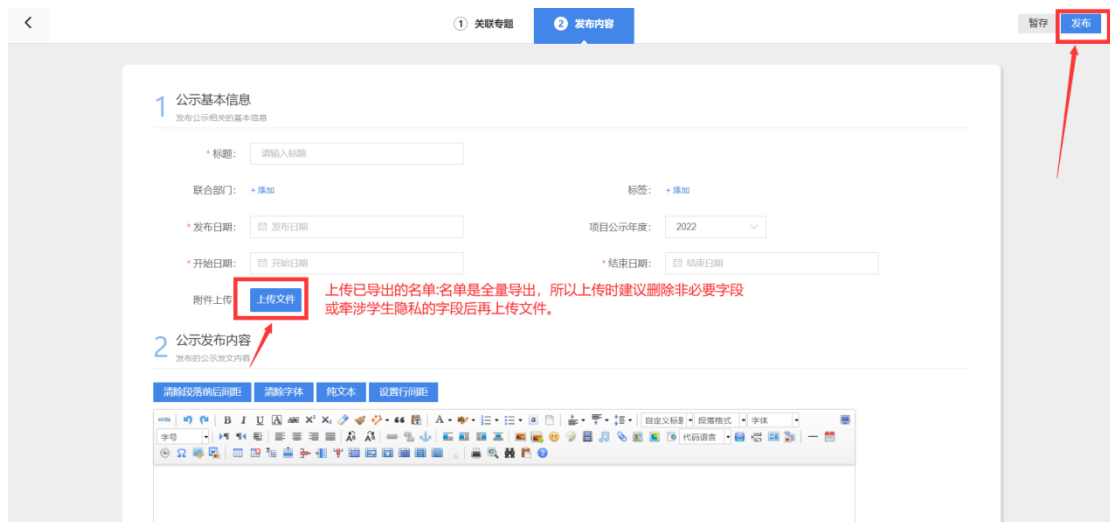 1 关联专题
2 发布内容
暂存
发布
1 公示基本信息
发布公示相关的基本信息
* 标题: 请输入标题
联合部门: + 添加
标签: + 添加
* 发布日期: 发布日期
项目公示年度: 2022
* 开始日期: 开始日期
* 结束日期: 结束日期
附件上传 上传文件
上传已导出的名单:名单是全量导出，所以上传时建议删除非必要字段
或牵涉学生隐私的字段后再上传文件。
2 公示发布内容
发布的公示发文内容
清除段落前后间距 清除字体 纯文本 设置行间距
HTML B I U A ABC X² X₂ 自定义标题 段落格式 字体
字号 代码语言